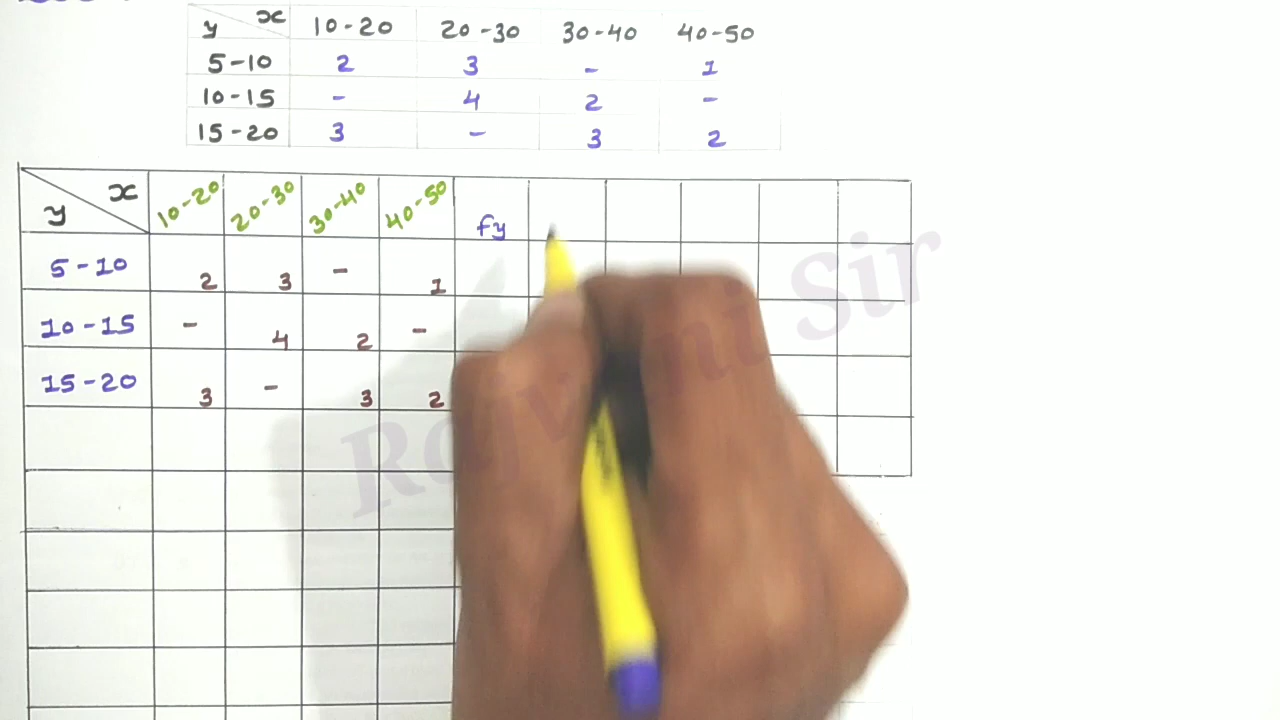 y x 10-20 20-30 30-40 40-50
5-10 2 3 - 1
10-15 - 4 2 -
15-20 3 - 3 2
y x 10-20 20-30 30-40 40-50 fy
5-10 2 3 - 1
10-15 - 4 2 -
15-20 3 - 3 2